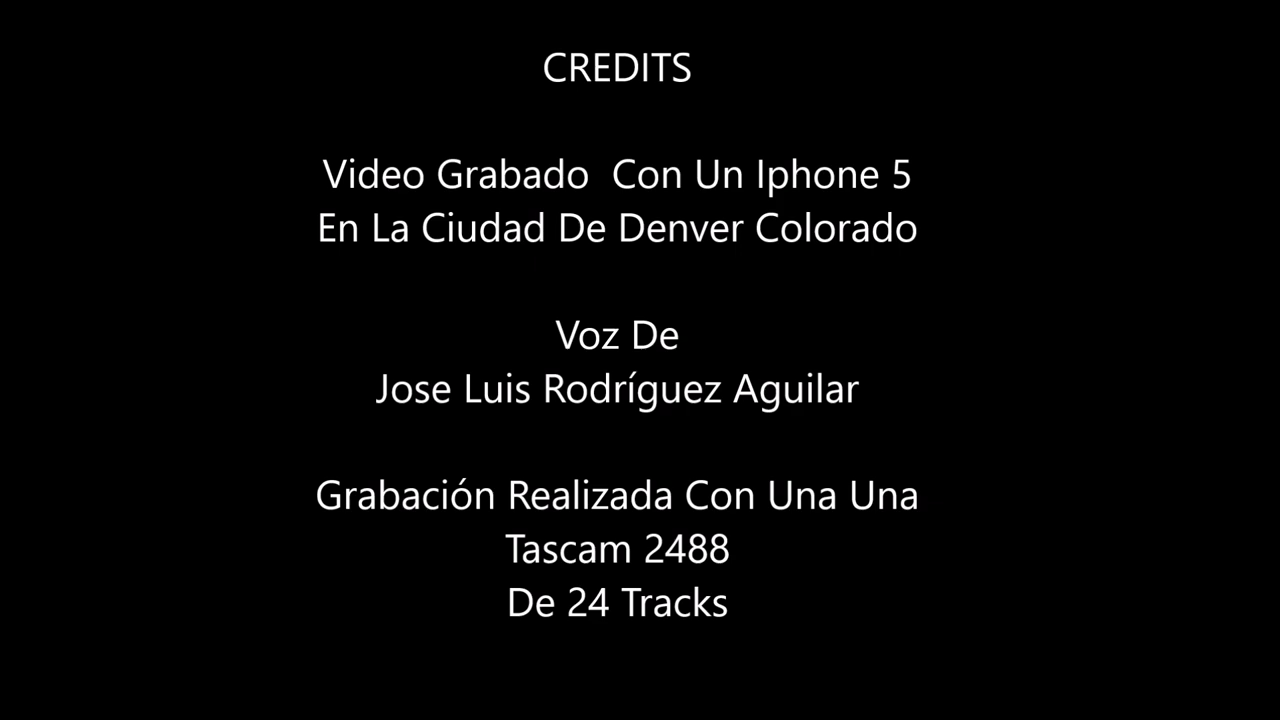 CREDITS
Video Grabado  Con Un Iphone 5
En La Ciudad De Denver Colorado
Voz De
Jose Luis Rodríguez Aguilar
Grabación Realizada Con Una Una
Tascam 2488
De 24 Tracks